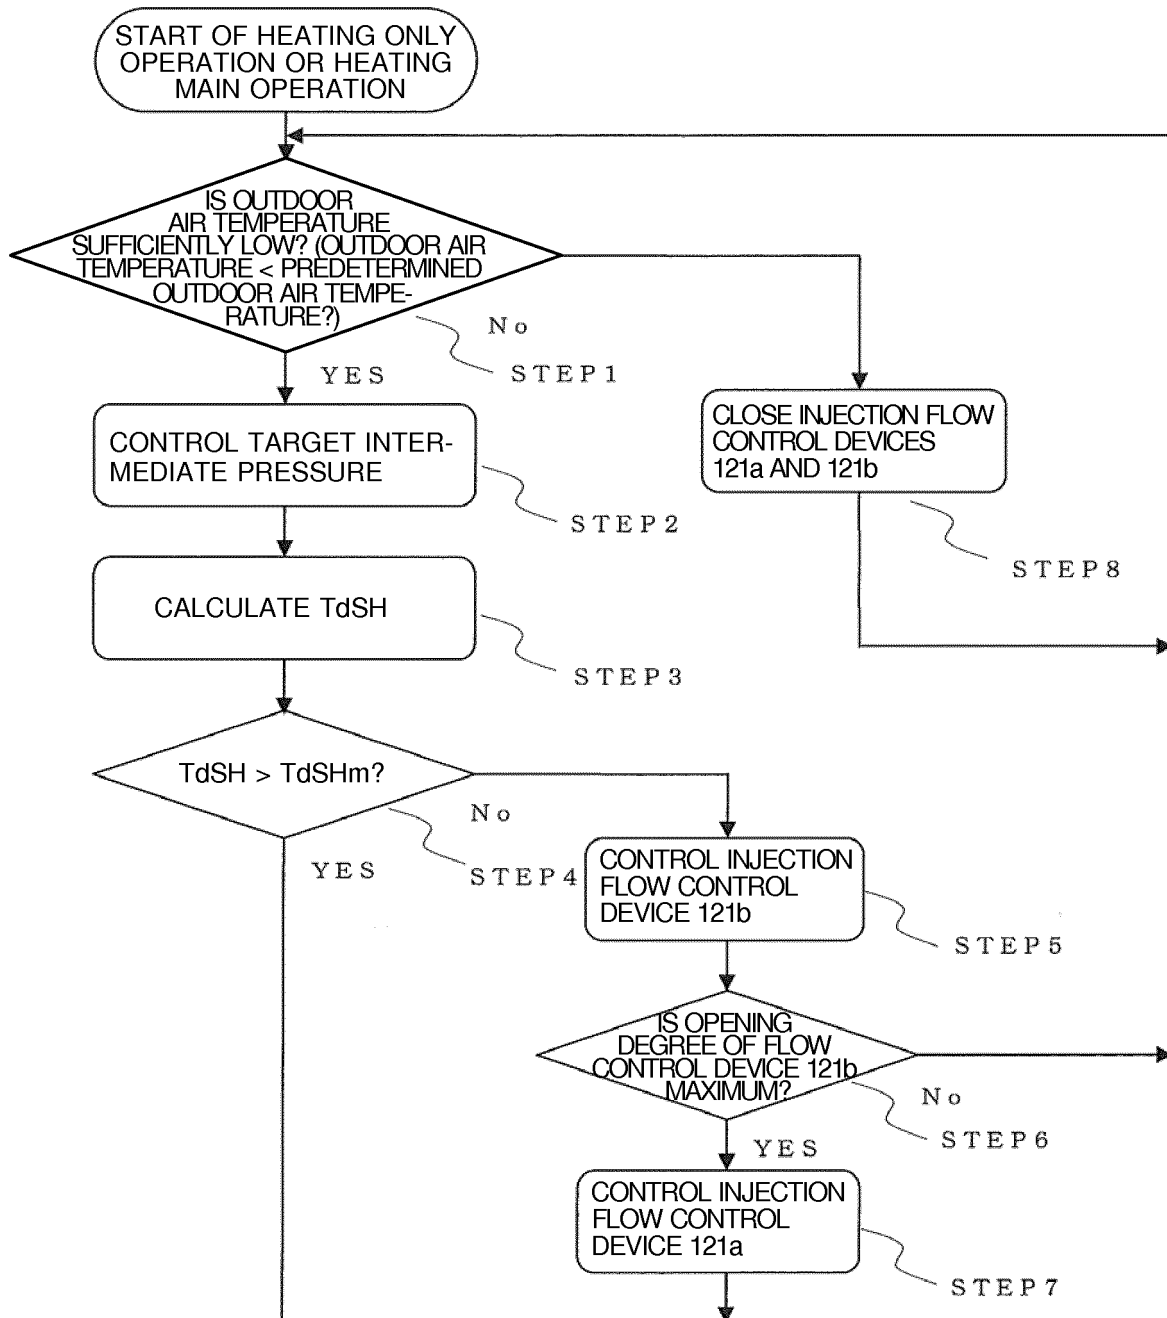 START OF HEATING ONLY
OPERATION OR HEATING
MAIN OPERATION
IS OUTDOOR
AIR TEMPERATURE
SUFFICIENTLY LOW? (OUTDOOR AIR
TEMPERATURE < PREDETERMINED
OUTDOOR AIR TEMPE-
RATURE?)
No
STEP1
YES
CONTROL TARGET INTER-
MEDIATE PRESSURE
STEP2
CLOSE INJECTION FLOW
CONTROL DEVICES
121a AND 121b
STEP8
CALCULATE TdSH
STEP3
TdSH > TdSHm?
No
YES
STEP4
CONTROL INJECTION
FLOW CONTROL
DEVICE 121b
STEP5
IS OPENING
DEGREE OF FLOW
CONTROL DEVICE 121b
MAXIMUM?
No
STEP6
YES
CONTROL INJECTION
FLOW CONTROL
DEVICE 121a
STEP7